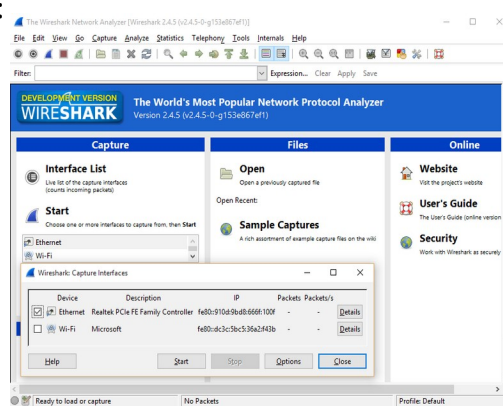 The Wireshark Network Analyzer [Wireshark 2.4.5 (v2.4.5-0-g153e867ef1)]
File Edit View Go Capture Analyze Statistics Telephony Tools Internals Help
Filter: Expression... Clear Apply Save
DEVELOPMENT VERSION
WIRESHARK
The World's Most Popular Network Protocol Analyzer
Version 2.4.5 (v2.4.5-0-g153e867ef1)
Capture
Interface List
Live list of the capture interfaces
(counts incoming packets)
Start
Choose one or more interfaces to capture from, then Start
Ethernet
Wi-Fi
Files
Open
Open a previously captured file
Open Recent:
Sample Captures
A rich assortment of example capture files on the wiki
Online
Website
Visit the project's website
User's Guide
The User's Guide (online version
Security
Work with Wireshark as securely
Wireshark: Capture Interfaces
Device Description IP Packets Packets/s
Ethernet Realtek PCIe FE Family Controller fe80::910d:9bd8:666f:100f - - Details
Wi-Fi Microsoft fe80::dc3c:5bc5:36a2:f43b - - Details
Help Start Stop Options Close
Ready to load or capture No Packets Profile: Default